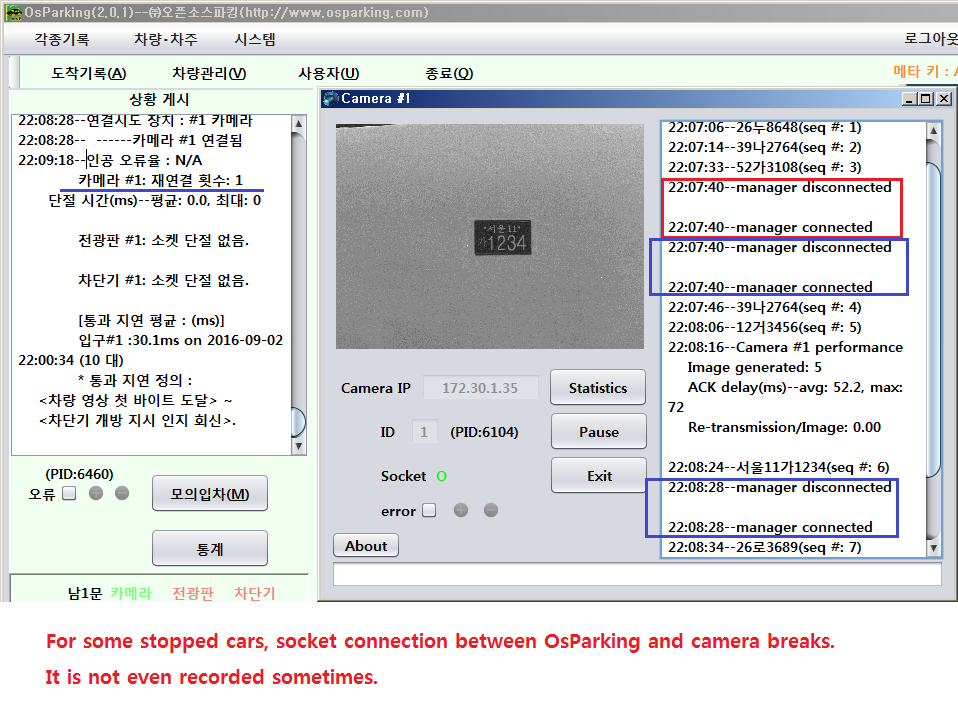 OsParking(2.0.1)--㈜오픈소스파킹(http://www.osparking.com)
각종기록 차량·차주 시스템 로그아웃
도착기록(A) 차량관리(V) 사용자(U) 종료(Q) 메타 키 : A
상황 게시
22:08:28--연결시도 장치 : #1 카메라
22:08:28-- ------카메라 #1 연결됨
22:09:18--인공 오류율 : N/A
카메라 #1: 재연결 횟수: 1
단절 시간(ms)--평균: 0.0, 최대: 0
전광판 #1: 소켓 단절 없음.
차단기 #1: 소켓 단절 없음.
[통과 지연 평균 : (ms)]
입구#1 :30.1ms on 2016-09-02
22:00:34 (10 대)
* 통과 지연 정의 :
<차량 영상 첫 바이트 도달> ~
<차단기 개방 지시 인지 회신>.
(PID:6460)
오류
모의입차(M)
통계
남1문 카메라 전광판 차단기
Camera #1
서울 11
가1234
Camera IP 172.30.1.35 Statistics
ID 1 (PID:6104) Pause
Socket O Exit
error
About
22:07:06--26누8648(seq #: 1)
22:07:14--39나2764(seq #: 2)
22:07:33--52가3108(seq #: 3)
22:07:40--manager disconnected
22:07:40--manager connected
22:07:40--manager disconnected
22:07:40--manager connected
22:07:46--39나2764(seq #: 4)
22:08:06--12거3456(seq #: 5)
22:08:16--Camera #1 performance
Image generated: 5
ACK delay(ms)--avg: 52.2, max:
72
Re-transmission/Image: 0.00
22:08:24--서울11가1234(seq #: 6)
22:08:28--manager disconnected
22:08:28--manager connected
22:08:34--26로3689(seq #: 7)
For some stopped cars, socket connection between OsParking and camera breaks.
It is not even recorded sometimes.